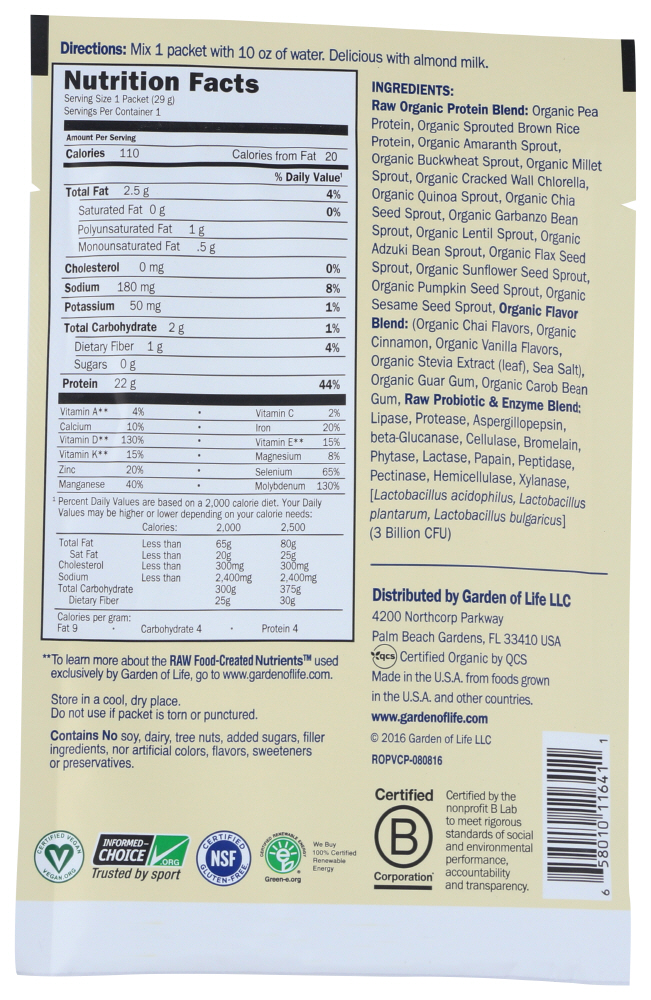 Directions: Mix 1 packet with 10 oz of water. Delicious with almond milk.
Nutrition Facts
Serving Size 1 Packet (29 g)
Servings Per Container 1
Amount Per Serving
Calories 110 Calories from Fat 20
% Daily Value¹
Total Fat 2.5 g 4%
Saturated Fat 0 g 0%
Polyunsaturated Fat 1 g
Monounsaturated Fat .5 g
Cholesterol 0 mg 0%
Sodium 180 mg 8%
Potassium 50 mg 1%
Total Carbohydrate 2 g 1%
Dietary Fiber 1 g 4%
Sugars 0 g
Protein 22 g 44%
Vitamin A** 4% • Vitamin C 2%
Calcium 10% • Iron 20%
Vitamin D** 130% • Vitamin E** 15%
Vitamin K** 15% • Magnesium 8%
Zinc 20% • Selenium 65%
Manganese 40% • Molybdenum 130%
¹ Percent Daily Values are based on a 2,000 calorie diet. Your Daily
Values may be higher or lower depending on your calorie needs:
Calories: 2,000 2,500
Total Fat Less than 65g 80g
Sat Fat Less than 20g 25g
Cholesterol Less than 300mg 300mg
Sodium Less than 2,400mg 2,400mg
Total Carbohydrate 300g 375g
Dietary Fiber 25g 30g
Calories per gram:
Fat 9 • Carbohydrate 4 • Protein 4
**To learn more about the RAW Food-Created Nutrients™ used
exclusively by Garden of Life, go to www.gardenoflife.com.
Store in a cool, dry place.
Do not use if packet is torn or punctured.
Contains No soy, dairy, tree nuts, added sugars, filler
ingredients, nor artificial colors, flavors, sweeteners
or preservatives.
INGREDIENTS:
Raw Organic Protein Blend: Organic Pea
Protein, Organic Sprouted Brown Rice
Protein, Organic Amaranth Sprout,
Organic Buckwheat Sprout, Organic Millet
Sprout, Organic Cracked Wall Chlorella,
Organic Quinoa Sprout, Organic Chia
Seed Sprout, Organic Garbanzo Bean
Sprout, Organic Lentil Sprout, Organic
Adzuki Bean Sprout, Organic Flax Seed
Sprout, Organic Sunflower Seed Sprout,
Organic Pumpkin Seed Sprout, Organic
Sesame Seed Sprout, Organic Flavor
Blend: (Organic Chai Flavors, Organic
Cinnamon, Organic Vanilla Flavors,
Organic Stevia Extract (leaf), Sea Salt),
Organic Guar Gum, Organic Carob Bean
Gum, Raw Probiotic & Enzyme Blend:
Lipase, Protease, Aspergillopepsin,
beta-Glucanase, Cellulase, Bromelain,
Phytase, Lactase, Papain, Peptidase,
Pectinase, Hemicellulase, Xylanase,
[Lactobacillus acidophilus, Lactobacillus
plantarum, Lactobacillus bulgaricus]
(3 Billion CFU)
Distributed by Garden of Life LLC
4200 Northcorp Parkway
Palm Beach Gardens, FL 33410 USA
qcs Certified Organic by QCS
Made in the U.S.A. from foods grown
in the U.S.A. and other countries.
www.gardenoflife.com
© 2016 Garden of Life LLC
ROPVCP-080816
CERTIFIED VEGAN
V
VEGAN.ORG
INFORMED-
CHOICE
.ORG
Trusted by sport
CERTIFIED
NSF
GLUTEN-FREE
CERTIFIED RENEWABLE ENERGY
e
Green-e.org
We Buy
100% Certified
Renewable
Energy
Certified
B
Corporation
Certified by the
nonprofit B Lab
to meet rigorous
standards of social
and environmental
performance,
accountability
and transparency.
6 58010 11641 1